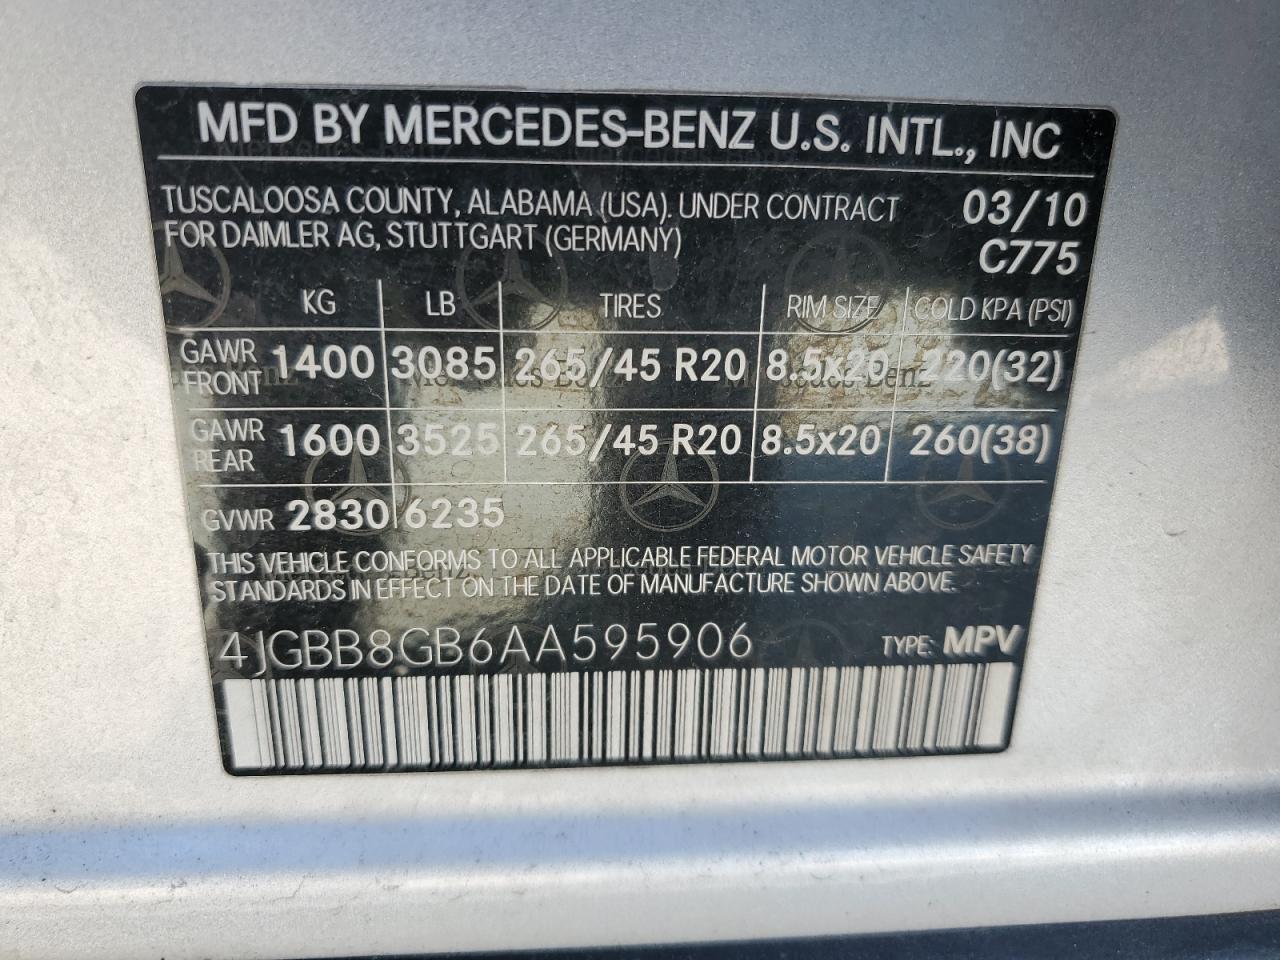 MFD BY MERCEDES-BENZ U.S. INTL., INC
TUSCALOOSA COUNTY, ALABAMA (USA). UNDER CONTRACT 03/10
FOR DAIMLER AG, STUTTGART (GERMANY) C775
KG LB TIRES RIM SIZE COLD KPA (PSI)
GAWR FRONT 1400 3085 265/45 R20 8.5x20 220(32)
GAWR REAR 1600 3525 265/45 R20 8.5x20 260(38)
GVWR 2830 6235
THIS VEHICLE CONFORMS TO ALL APPLICABLE FEDERAL MOTOR VEHICLE SAFETY
STANDARDS IN EFFECT ON THE DATE OF MANUFACTURE SHOWN ABOVE.
4JGBB8GB6AA595906 TYPE: MPV